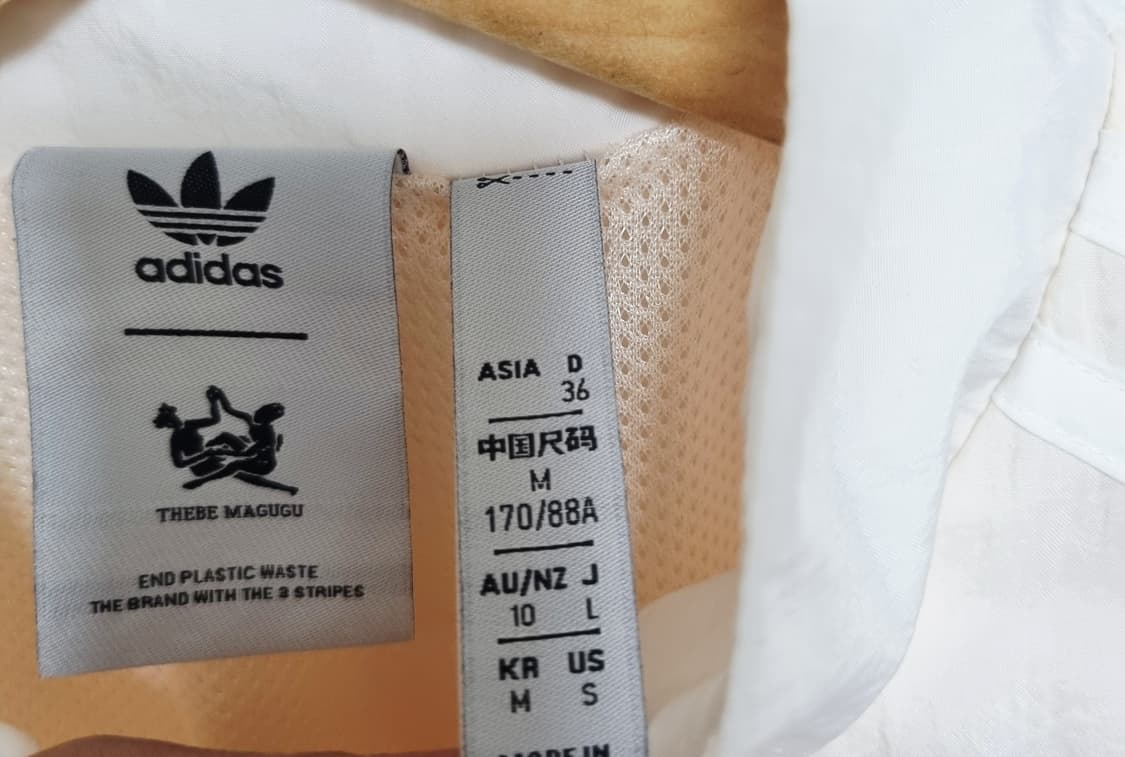 adidas
THEBE MAGUGU
END PLASTIC WASTE
THE BRAND WITH THE 3 STRIPES
ASIA D
36
中国尺码
M
170/88A
AU/NZ J
10 L
KR US
M S